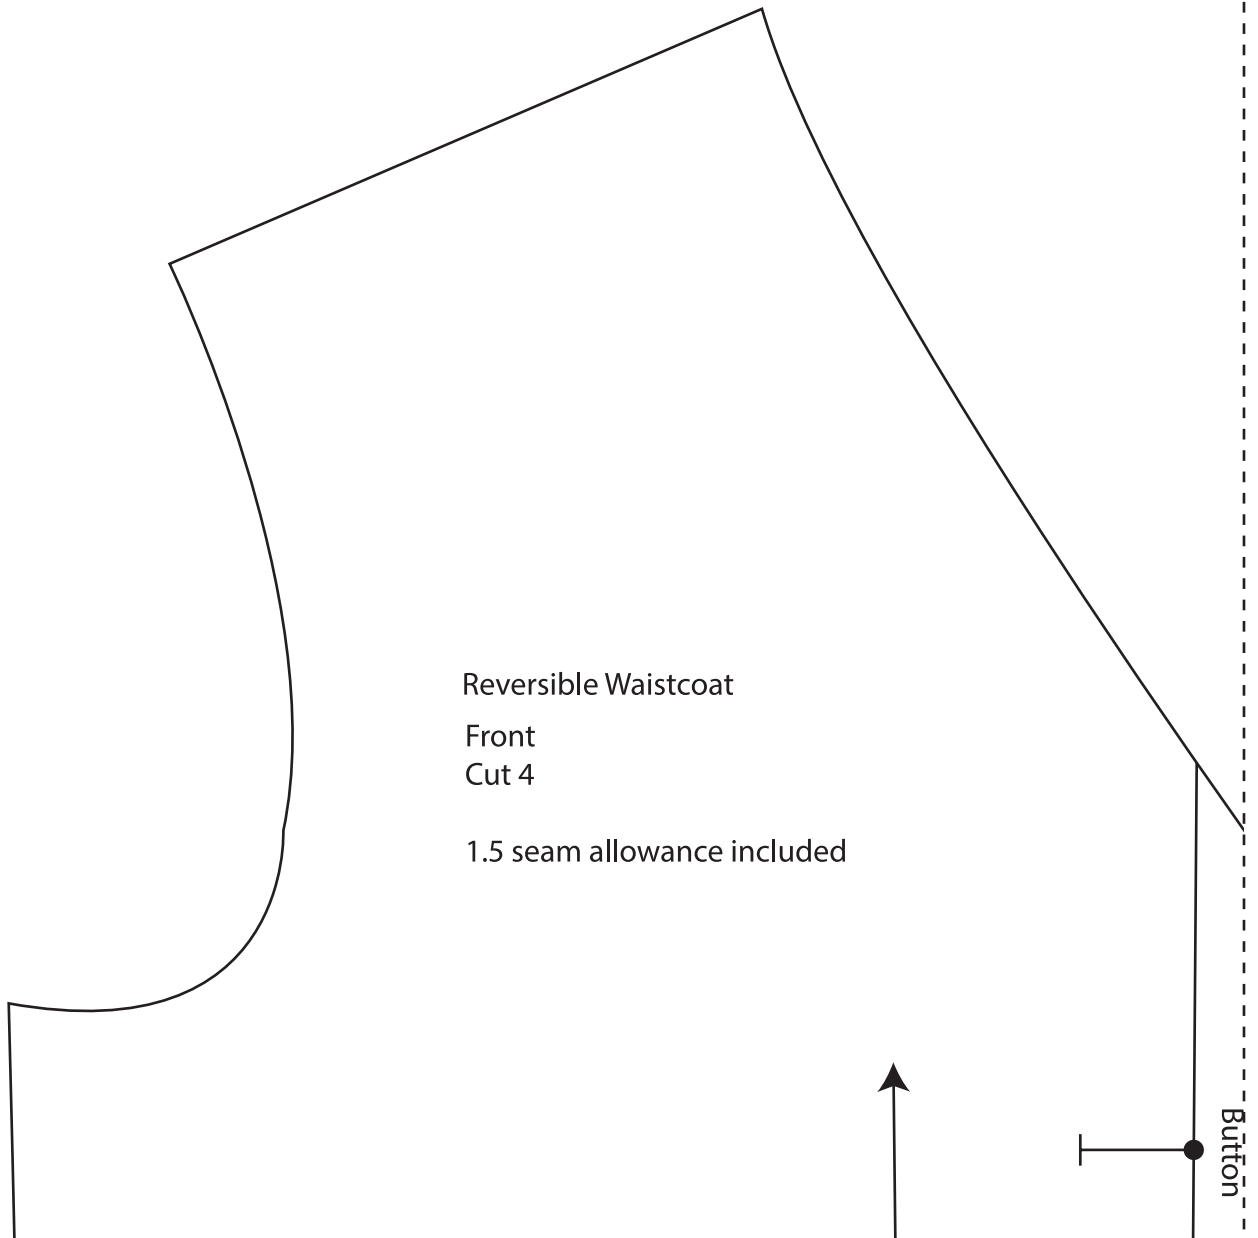 Reversible Waistcoat
Front
Cut 4
1.5 seam allowance included
Button